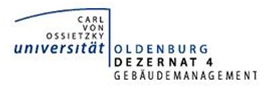 CARL
VON
OSSIETZKY
universität OLDENBURG
DEZERNAT 4
GEBÄUDEMANAGEMENT